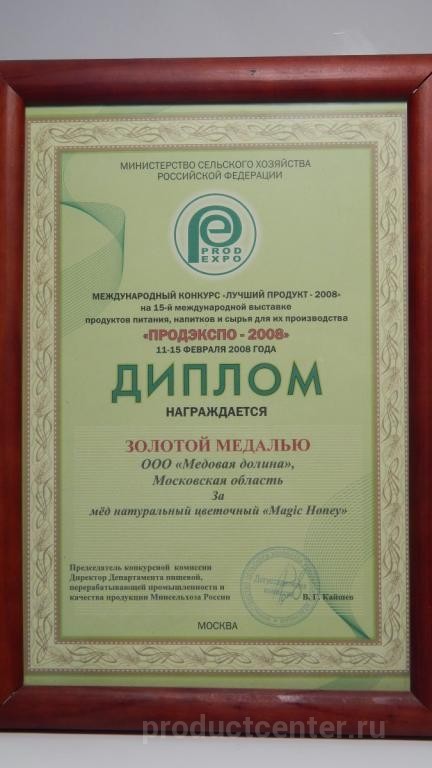 МИНИСТЕРСТВО СЕЛЬСКОГО ХОЗЯЙСТВА
РОССИЙСКОЙ ФЕДЕРАЦИИ
PROD
EXPO
МЕЖДУНАРОДНЫЙ КОНКУРС «ЛУЧШИЙ ПРОДУКТ - 2008»
на 15-й международной выставке
продуктов питания, напитков и сырья для их производства
«ПРОДЭКСПО - 2008»
11-15 ФЕВРАЛЯ 2008 ГОДА
ДИПЛОМ
НАГРАЖДАЕТСЯ
ЗОЛОТОЙ МЕДАЛЬЮ
ООО «Медовая долина»,
Московская область
За
мёд натуральный цветочный «Magic Honey»
Председатель конкурсной комиссии
Директор Департамента пищевой,
перерабатывающей промышленности и
качества продукции Минсельхоза России
В. Г. Кайшев
Дегустационная
комиссия
МОСКВА
productcenter.ru